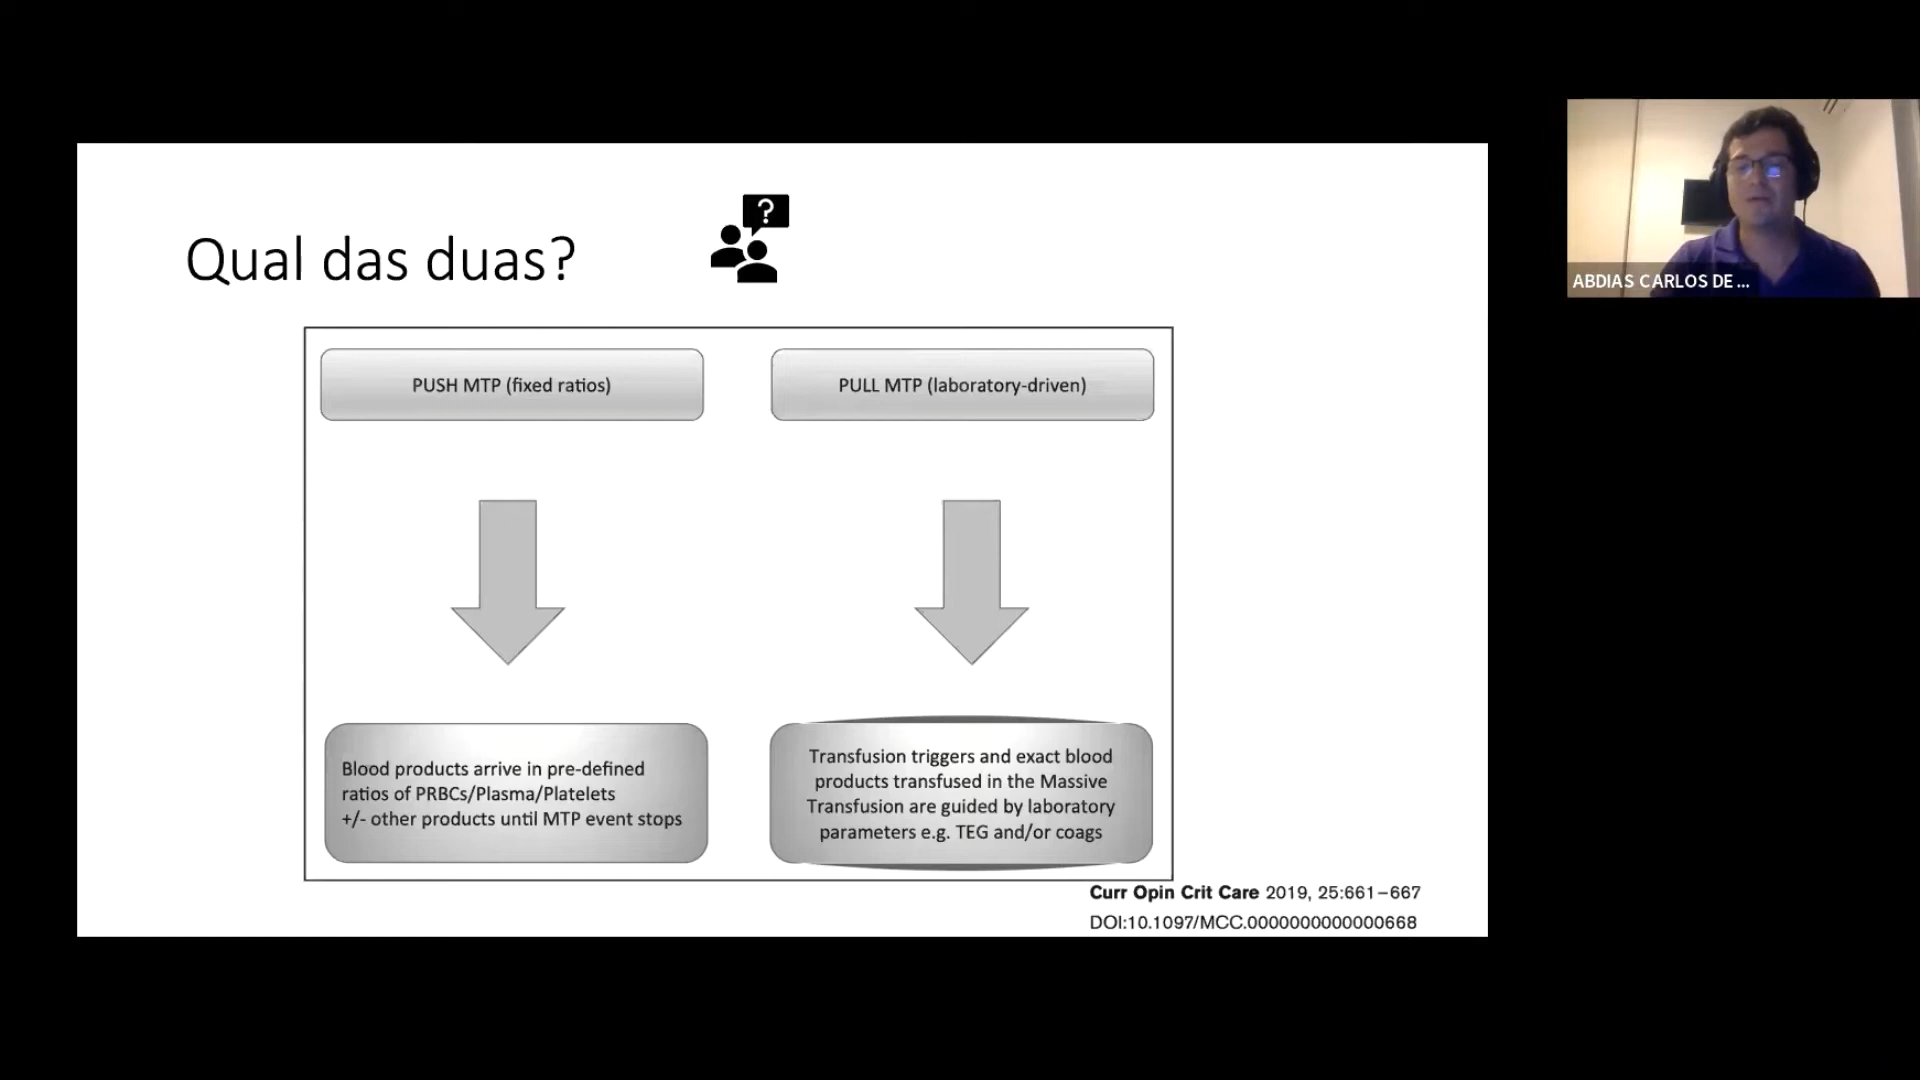 Qual das duas?
?
PUSH MTP (fixed ratios)
PULL MTP (laboratory-driven)
Blood products arrive in pre-defined
ratios of PRBCs/Plasma/Platelets
+/- other products until MTP event stops
Transfusion triggers and exact blood
products transfused in the Massive
Transfusion are guided by laboratory
parameters e.g. TEG and/or coags
Curr Opin Crit Care 2019, 25:661–667
DOI:10.1097/MCC.0000000000000668
ABDIAS CARLOS DE ...